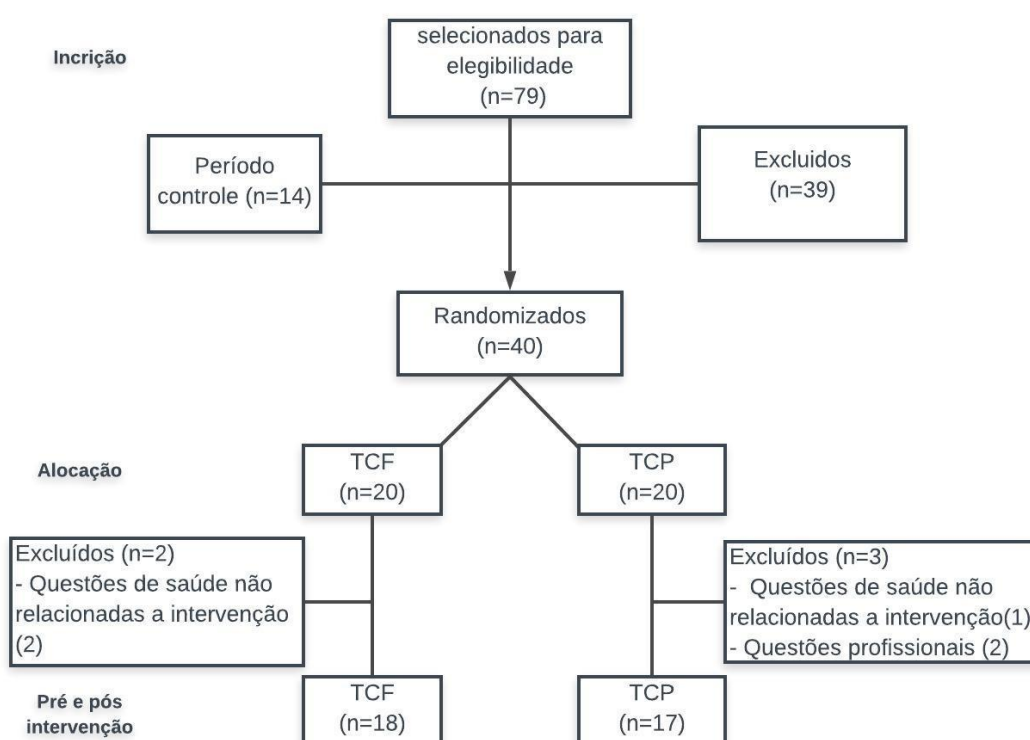 Incrição
selecionados para
elegibilidade
(n=79)
Período
controle (n=14)
Excluidos
(n=39)
Randomizados
(n=40)
Alocação
TCF
(n=20)
TCP
(n=20)
Excluídos (n=2)
- Questões de saúde não
relacionadas a intervenção
(2)
Excluídos (n=3)
- Questões de saúde não
relacionadas a intervenção(1)
- Questões profissionais (2)
Pré e pós
intervenção
TCF
(n=18)
TCP
(n=17)